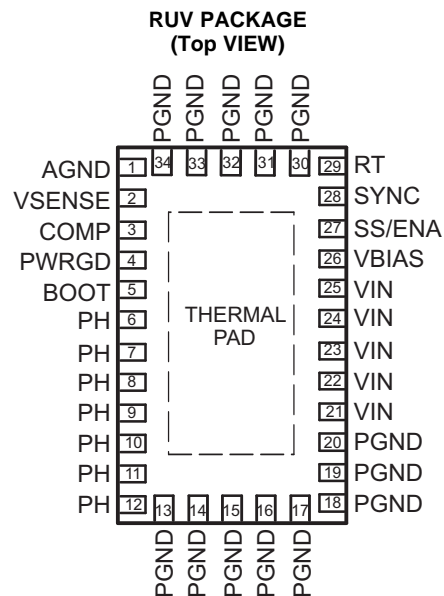 RUV PACKAGE
(Top VIEW)
PGND PGND PGND PGND PGND
34 33 32 31 30
AGND 1 29 RT
VSENSE 2 28 SYNC
COMP 3 27 SS/ENA
PWRGD 4 26 VBIAS
BOOT 5 25 VIN
PH 6 24 VIN
THERMAL
PAD
PH 7 23 VIN
PH 8 22 VIN
PH 9 21 VIN
PH 10 20 PGND
PH 11 19 PGND
PH 12 18 PGND
13 14 15 16 17
PGND PGND PGND PGND PGND